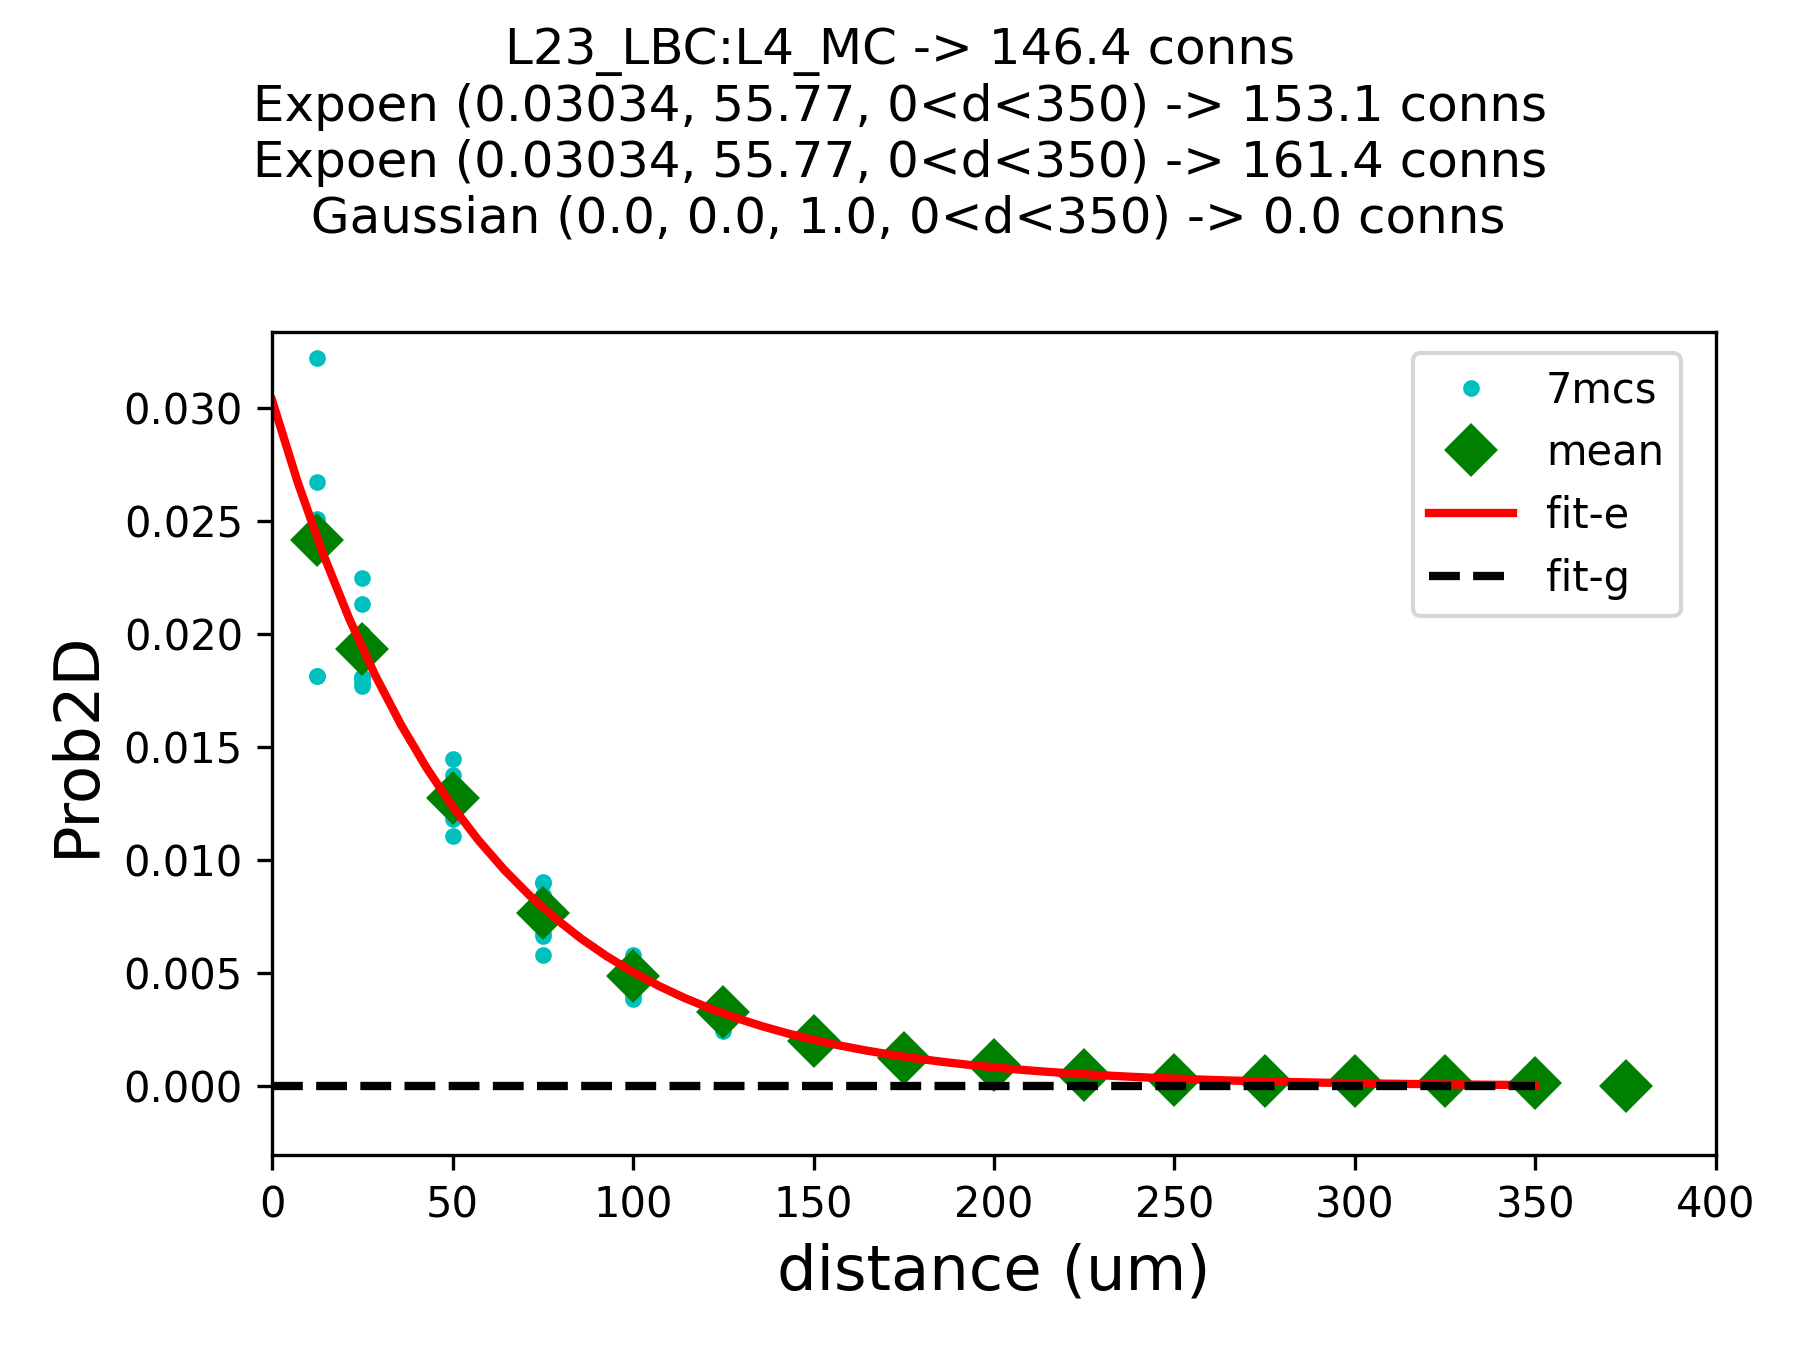 L23_LBC:L4_MC -> 146.4 conns
Expoen (0.03034, 55.77, 0<d<350) -> 153.1 conns
Expoen (0.03034, 55.77, 0<d<350) -> 161.4 conns
Gaussian (0.0, 0.0, 1.0, 0<d<350) -> 0.0 conns
7mcs
mean
fit-e
fit-g
Prob2D
0.030
0.025
0.020
0.015
0.010
0.005
0.000
0 50 100 150 200 250 300 350 400
distance (um)